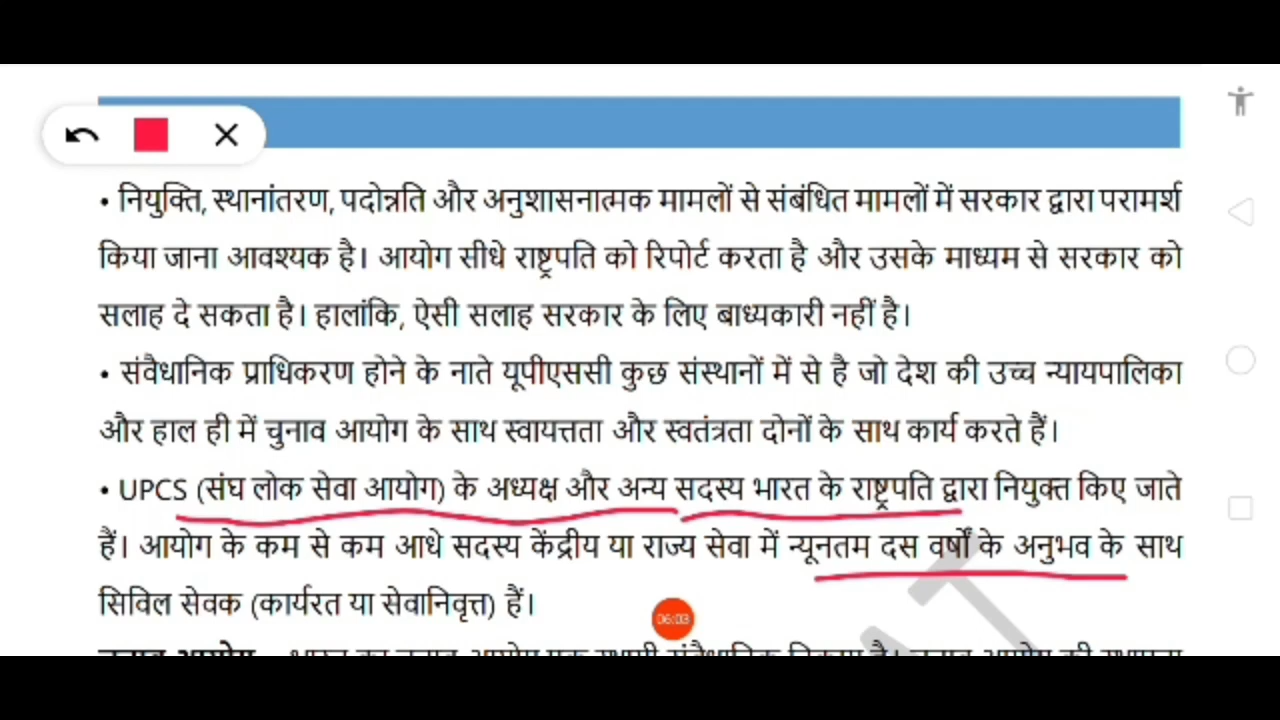 • नियुक्ति, स्थानांतरण, पदोन्नति और अनुशासनात्मक मामलों से संबंधित मामलों में सरकार द्वारा परामर्श
किया जाना आवश्यक है। आयोग सीधे राष्ट्रपति को रिपोर्ट करता है और उसके माध्यम से सरकार को
सलाह दे सकता है। हालांकि, ऐसी सलाह सरकार के लिए बाध्यकारी नहीं है।
• संवैधानिक प्राधिकरण होने के नाते यूपीएससी कुछ संस्थानों में से है जो देश की उच्च न्यायपालिका
और हाल ही में चुनाव आयोग के साथ स्वायत्तता और स्वतंत्रता दोनों के साथ कार्य करते हैं।
• UPCS (संघ लोक सेवा आयोग) के अध्यक्ष और अन्य सदस्य भारत के राष्ट्रपति द्वारा नियुक्त किए जाते
हैं। आयोग के कम से कम आधे सदस्य केंद्रीय या राज्य सेवा में न्यूनतम दस वर्षों के अनुभव के साथ
सिविल सेवक (कार्यरत या सेवानिवृत्त) हैं।
06:03